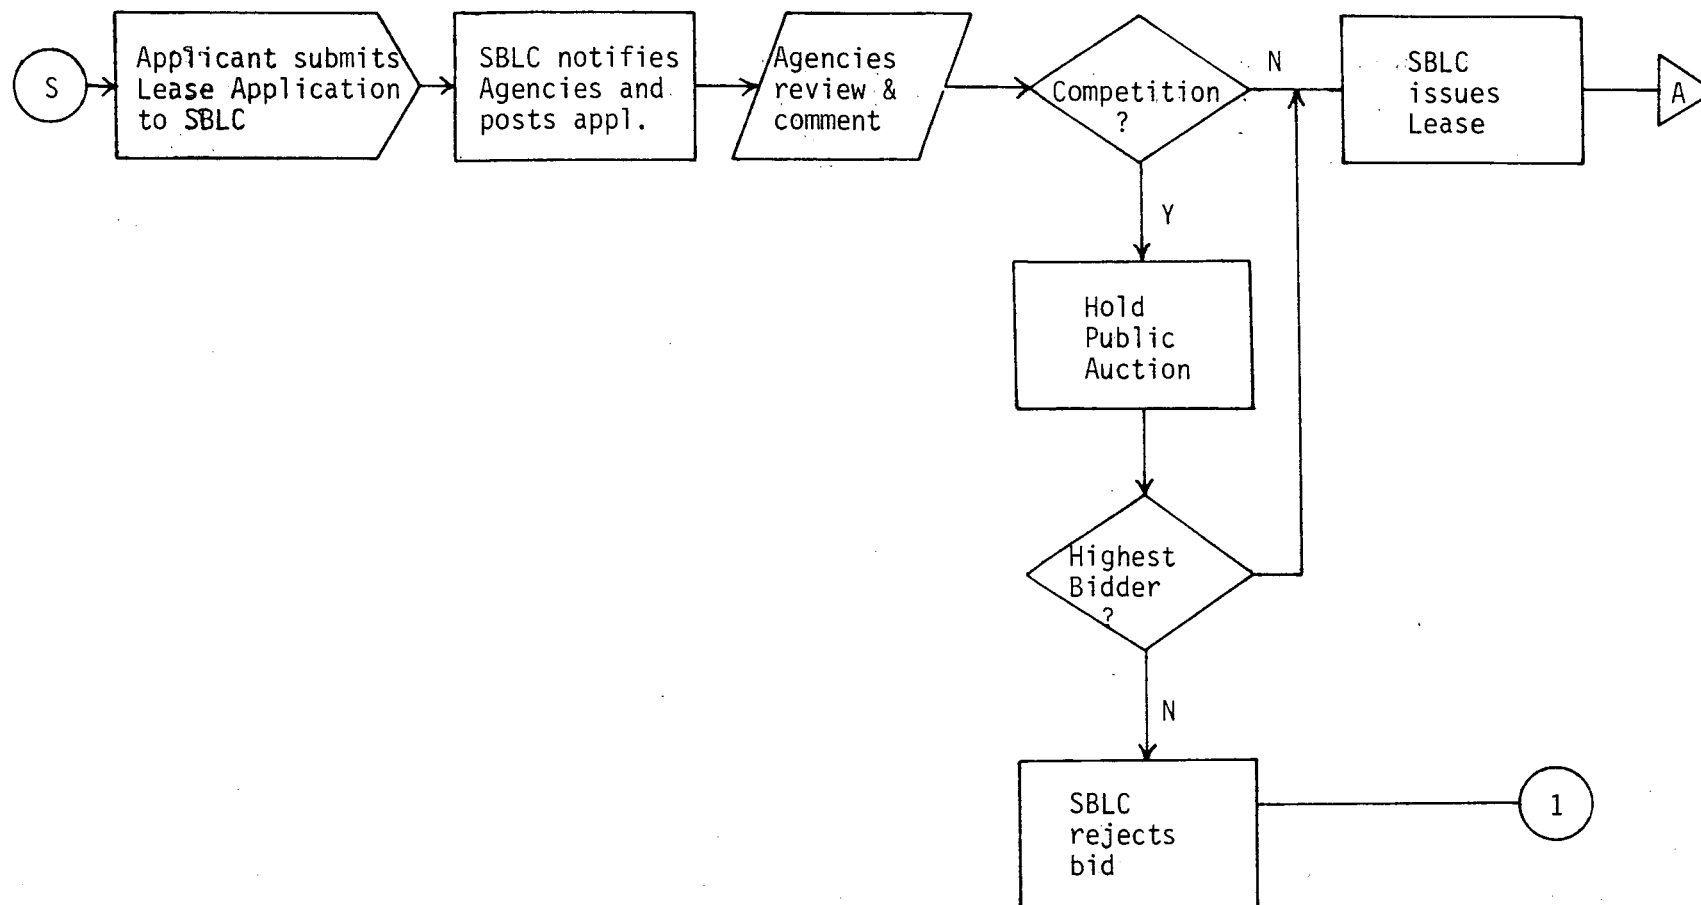 S
Applicant submits
Lease Application
to SBLC
SBLC notifies
Agencies and
posts appl.
Agencies
review &
comment
Competition
?
N
SBLC
issues
Lease
A
Y
Hold
Public
Auction
Highest
Bidder
?
N
SBLC
rejects
bid
1